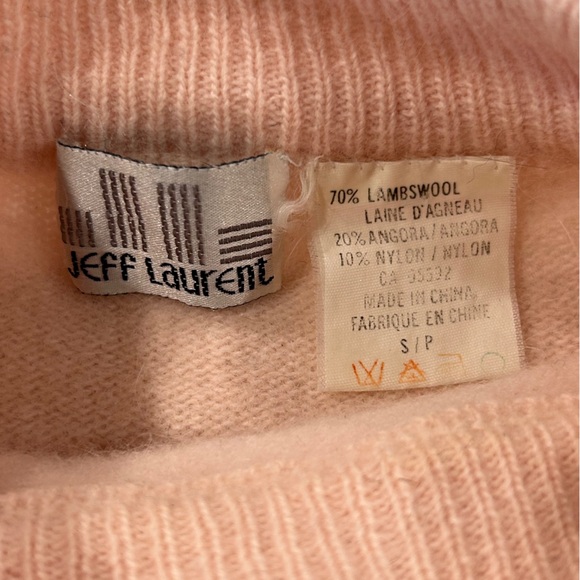 JEFF LAURENT
70% LAMBSWOOL
LAINE D'AGNEAU
20% ANGORA / ANGORA
10% NYLON / NYLON
CA
MADE IN CHINA
FABRIQUE EN CHINE
S / P